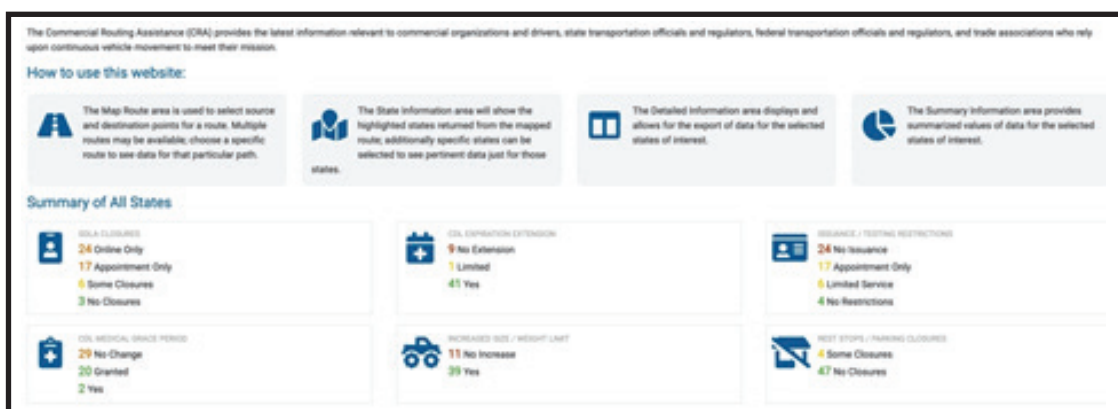 The Commercial Routing Assistance (CRA) provides the latest information relevant to commercial organizations and drivers, state transportation officials and regulators, federal transportation officials and regulators, and trade associations who rely
upon continuous vehicle movement to meet their mission.
How to use this website:
The Map Route area is used to select source
and destination points for a route. Multiple
routes may be available; choose a specific
route to see data for that particular path.
The State Information area will show the
highlighted states returned from the mapped
route; additionally specific states can be
selected to see pertinent data just for those
states.
The Detailed Information area displays and
allows for the export of data for the selected
states of interest.
The Summary Information area provides
summarized values of data for the selected
states of interest.
Summary of All States
SDLA CLOSURES
24 Online Only
17 Appointment Only
6 Some Closures
3 No Closures
CDL EXPIRATION EXTENSION
9 No Extension
1 Limited
41 Yes
ISSUANCE / TESTING RESTRICTIONS
24 No Issuance
17 Appointment Only
6 Limited Service
4 No Restrictions
CDL MEDICAL GRACE PERIOD
29 No Change
20 Granted
2 Yes
INCREASED SIZE / WEIGHT LIMIT
11 No Increase
39 Yes
REST STOPS / PARKING CLOSURES
4 Some Closures
47 No Closures